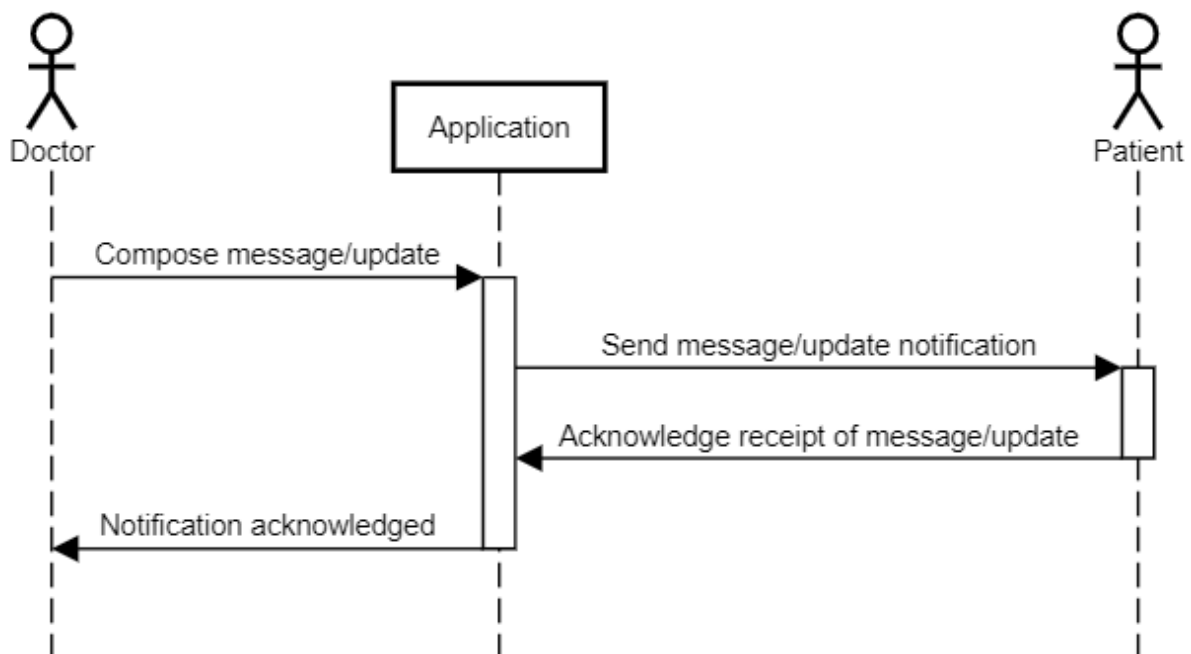 Doctor
Application
Patient
Compose message/update
Send message/update notification
Acknowledge receipt of message/update
Notification acknowledged